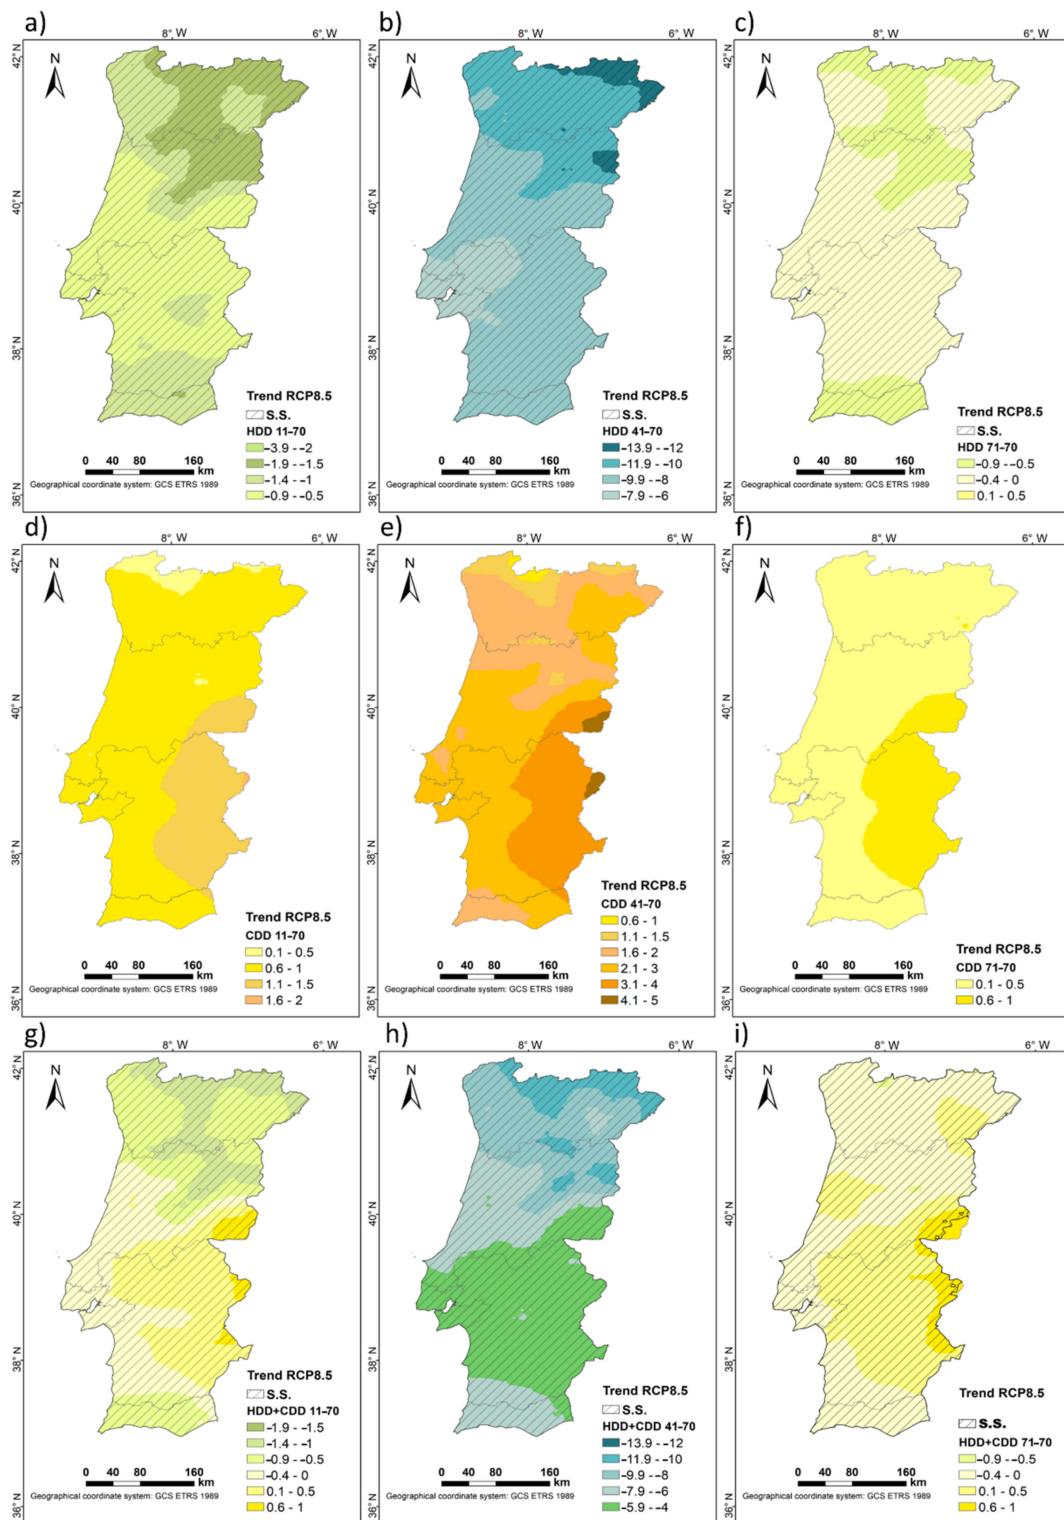 a)
8° W
6° W
42° N
40° N
38° N
36° N
N
Trend RCP8.5
S.S.
HDD 11-70
–3.9 - –2
–1.9 - –1.5
–1.4 - –1
–0.9 - –0.5
0 40 80 160
km
Geographical coordinate system: GCS ETRS 1989
b)
8° W
6° W
42° N
40° N
38° N
36° N
N
Trend RCP8.5
S.S.
HDD 41-70
–13.9 - –12
–11.9 - –10
–9.9 - –8
–7.9 - –6
0 40 80 160
km
Geographical coordinate system: GCS ETRS 1989
c)
8° W
6° W
42° N
40° N
38° N
36° N
N
Trend RCP8.5
S.S.
HDD 71-70
–0.9 - –0.5
–0.4 - 0
0.1 - 0.5
0 40 80 160
km
Geographical coordinate system: GCS ETRS 1989
d)
8° W
6° W
42° N
40° N
38° N
36° N
N
Trend RCP8.5
CDD 11-70
0.1 - 0.5
0.6 - 1
1.1 - 1.5
1.6 - 2
0 40 80 160
km
Geographical coordinate system: GCS ETRS 1989
e)
8° W
6° W
42° N
40° N
38° N
36° N
N
Trend RCP8.5
CDD 41-70
0.6 - 1
1.1 - 1.5
1.6 - 2
2.1 - 3
3.1 - 4
4.1 - 5
0 40 80 160
km
Geographical coordinate system: GCS ETRS 1989
f)
8° W
6° W
42° N
40° N
38° N
36° N
N
Trend RCP8.5
CDD 71-70
0.1 - 0.5
0.6 - 1
0 40 80 160
km
Geographical coordinate system: GCS ETRS 1989
g)
8° W
6° W
42° N
40° N
38° N
36° N
N
Trend RCP8.5
S.S.
HDD+CDD 11-70
–1.9 - –1.5
–1.4 - –1
–0.9 - –0.5
–0.4 - 0
0.1 - 0.5
0.6 - 1
0 40 80 160
km
Geographical coordinate system: GCS ETRS 1989
h)
8° W
6° W
42° N
40° N
38° N
36° N
N
Trend RCP8.5
S.S.
HDD+CDD 41-70
–13.9 - –12
–11.9 - –10
–9.9 - –8
–7.9 - –6
–5.9 - –4
0 40 80 160
km
Geographical coordinate system: GCS ETRS 1989
i)
8° W
6° W
42° N
40° N
38° N
36° N
N
Trend RCP8.5
S.S.
HDD+CDD 71-70
–0.9 - –0.5
–0.4 - 0
0.1 - 0.5
0.6 - 1
0 40 80 160
km
Geographical coordinate system: GCS ETRS 1989